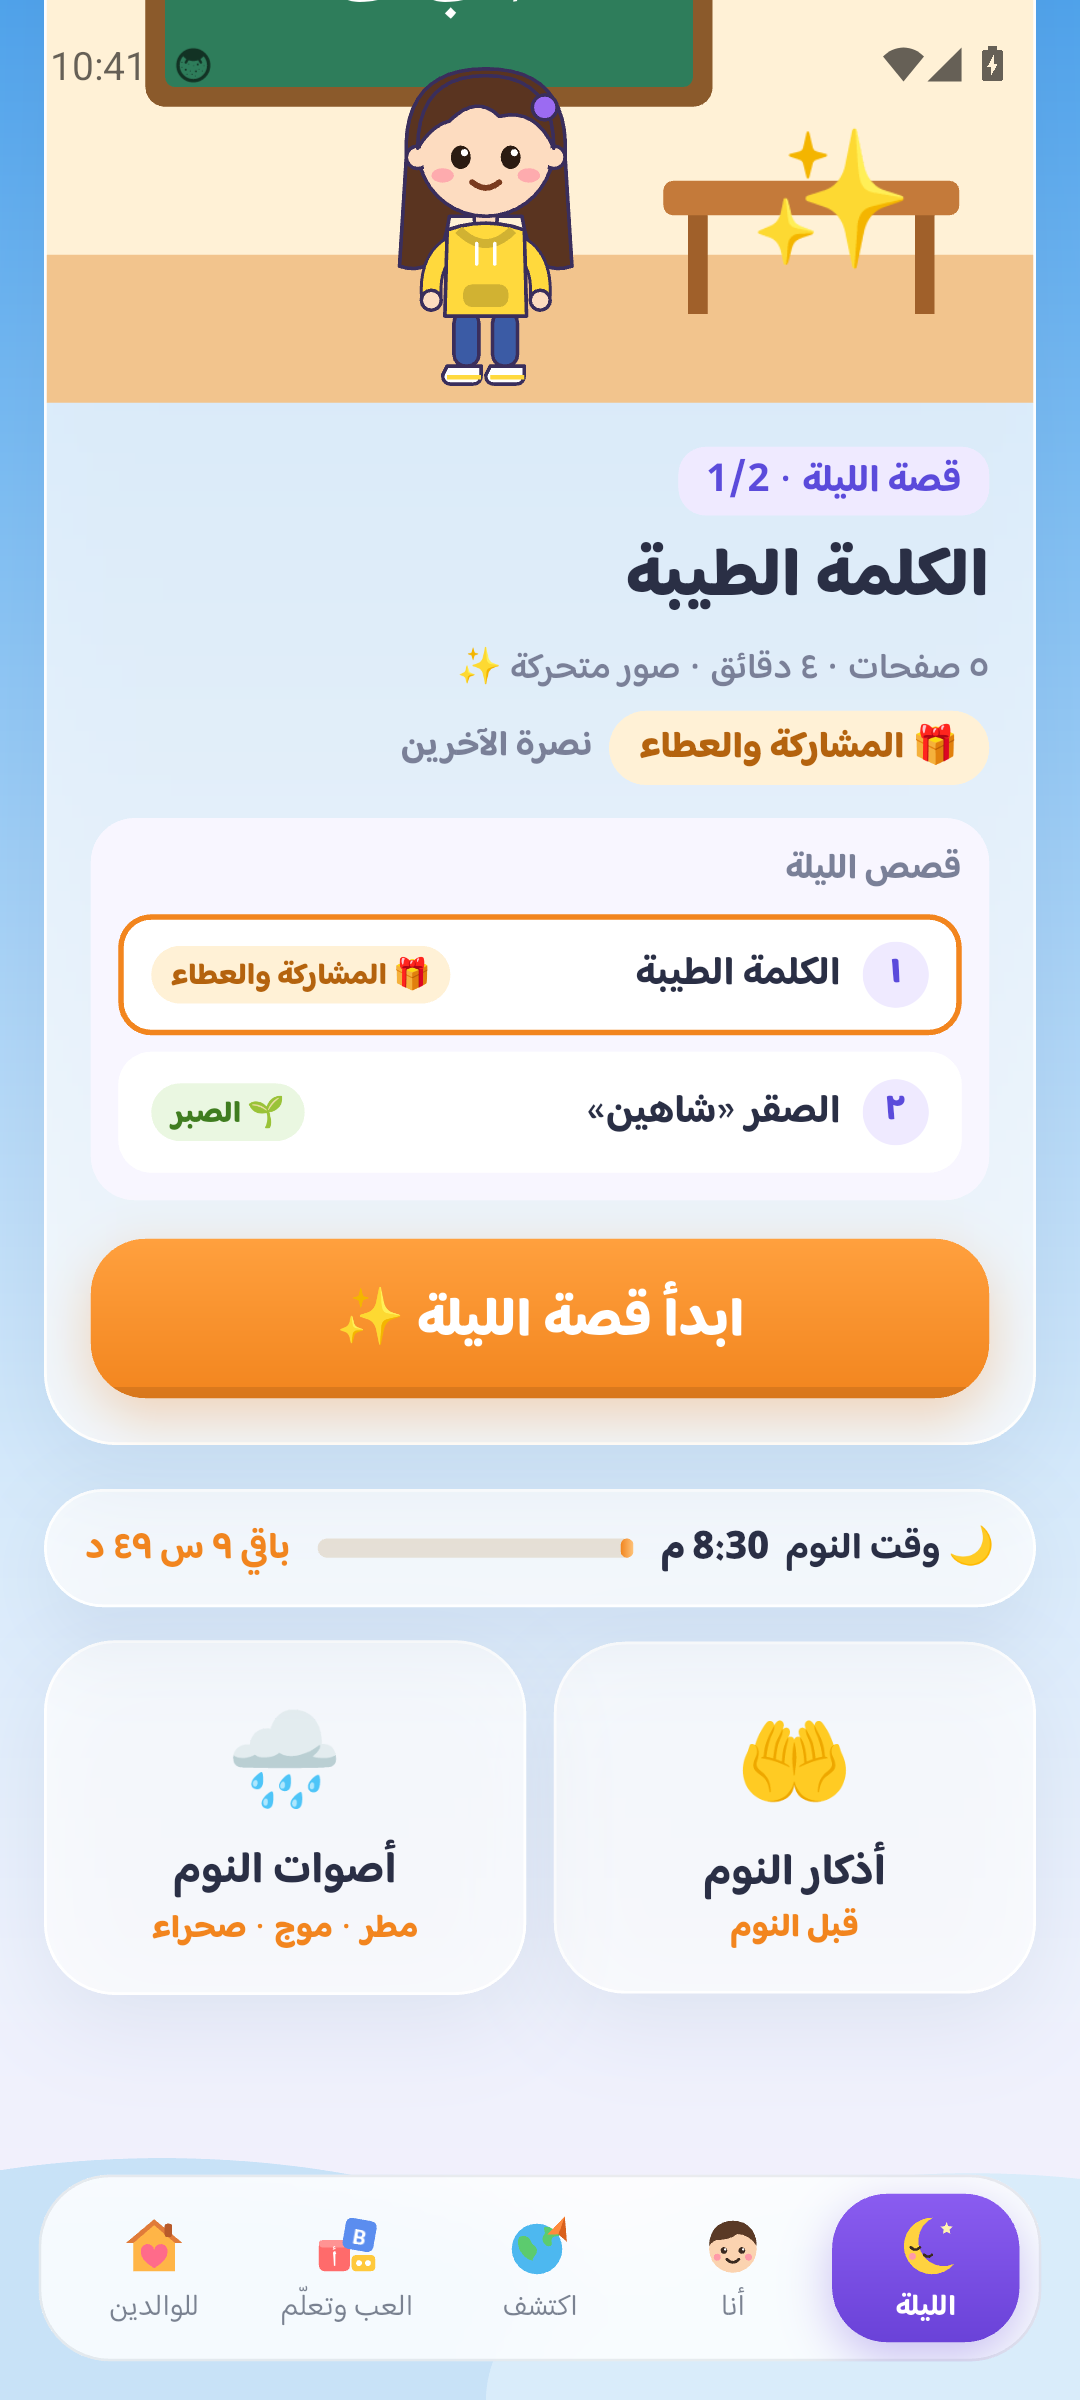 10:41
قصة الليلة · 1/2
الكلمة الطيبة
٥ صفحات · ٤ دقائق · صور متحركة ✨
🎁 المشاركة والعطاء نصرة الآخرين
قصص الليلة
١ الكلمة الطيبة 🎁 المشاركة والعطاء
٢ الصقر «شاهين» 🌱 الصبر
ابدأ قصة الليلة ✨
🌙 وقت النوم 8:30 م باقي ٩ س ٤٩ د
أذكار النوم
قبل النوم
أصوات النوم
مطر · موج · صحراء
الليلة
أنا
اكتشف
العب وتعلّم
للوالدين